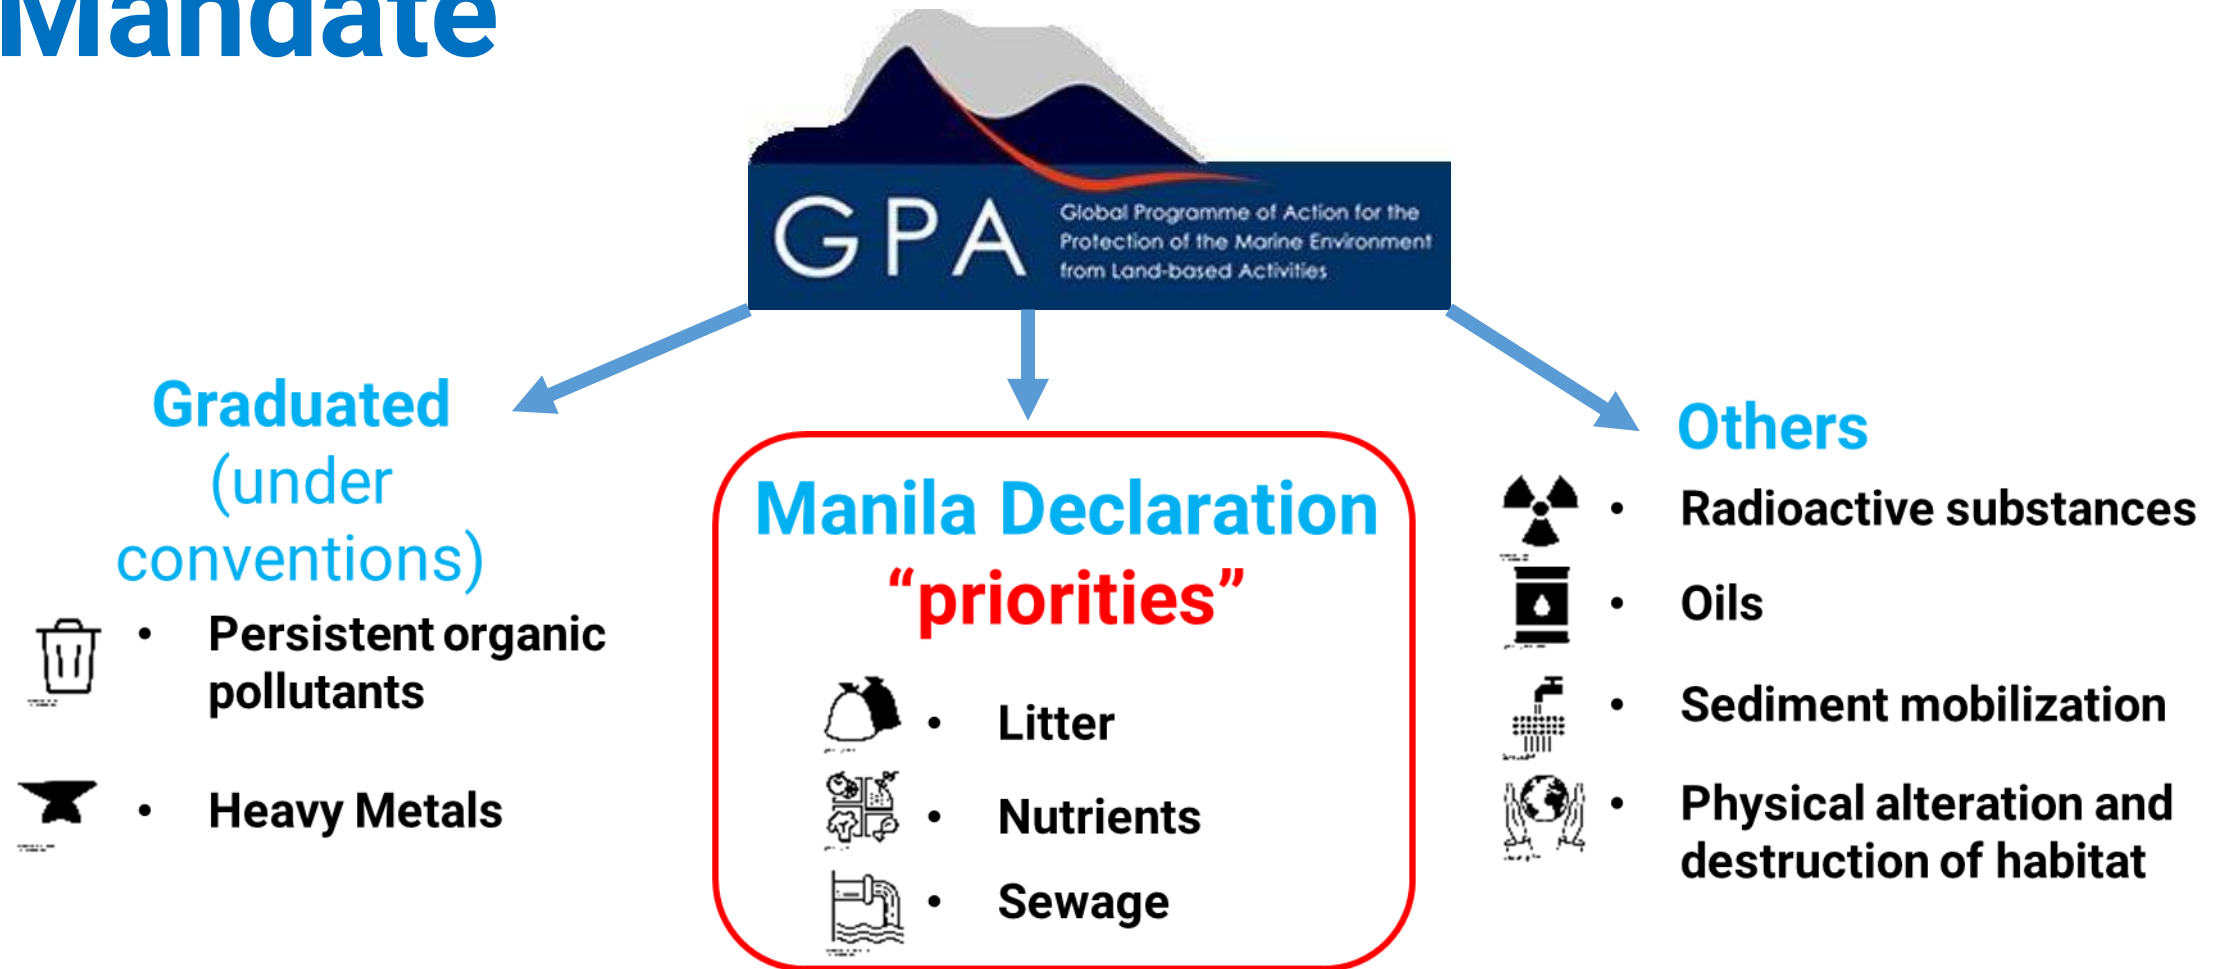 Mandate
GPA
Global Programme of Action for the
Protection of the Marine Environment
from Land-based Activities
Graduated
(under
conventions)
• Persistent organic
pollutants
• Heavy Metals
Manila Declaration
“priorities”
• Litter
• Nutrients
• Sewage
Others
• Radioactive substances
• Oils
• Sediment mobilization
• Physical alteration and
destruction of habitat